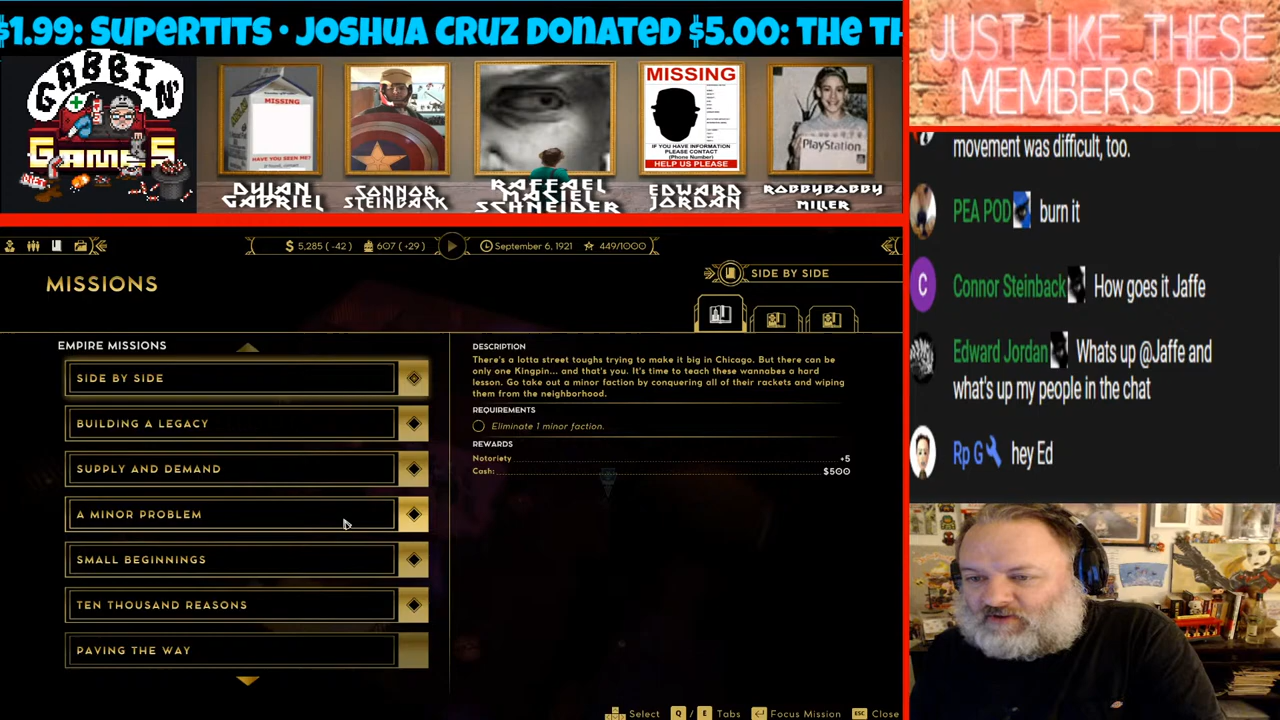 $1.99: SUPERTITS • JOSHUA CRUZ DONATED $5.00: THE TH
GABBIN'
GAMES
MISSING
HAVE YOU SEEN ME?
DYLAN
GABRIEL
CONNOR
STEINBACK
RAFFAEL
MACIEL
SCHNEIDER
MISSING
IF YOU HAVE INFORMATION
PLEASE CONTACT
(Phone Number)
HELP US PLEASE
EDWARD
JORDAN
PlayStation
ROBBYBOBBY
MILLER
JUST LIKE THESE
MEMBERS DID
movement was difficult, too.
PEA POD burn it
Connor Steinback How goes it Jaffe
Edward Jordan Whats up @Jaffe and
what's up my people in the chat
C
Rp G hey Ed
$ 5,285 ( -42 ) 607 ( +29 ) September 6, 1921 449/1000
MISSIONS
SIDE BY SIDE
EMPIRE MISSIONS
SIDE BY SIDE
BUILDING A LEGACY
SUPPLY AND DEMAND
A MINOR PROBLEM
SMALL BEGINNINGS
TEN THOUSAND REASONS
PAVING THE WAY
DESCRIPTION
There's a lotta street toughs trying to make it big in Chicago. But there can be
only one Kingpin... and that's you. It's time to teach these wannabes a hard
lesson. Go take out a minor faction by conquering all of their rackets and wiping
them from the neighborhood.
REQUIREMENTS
Eliminate 1 minor faction.
REWARDS
Notoriety +5
Cash: $500
Select Q / E Tabs Focus Mission ESC Close